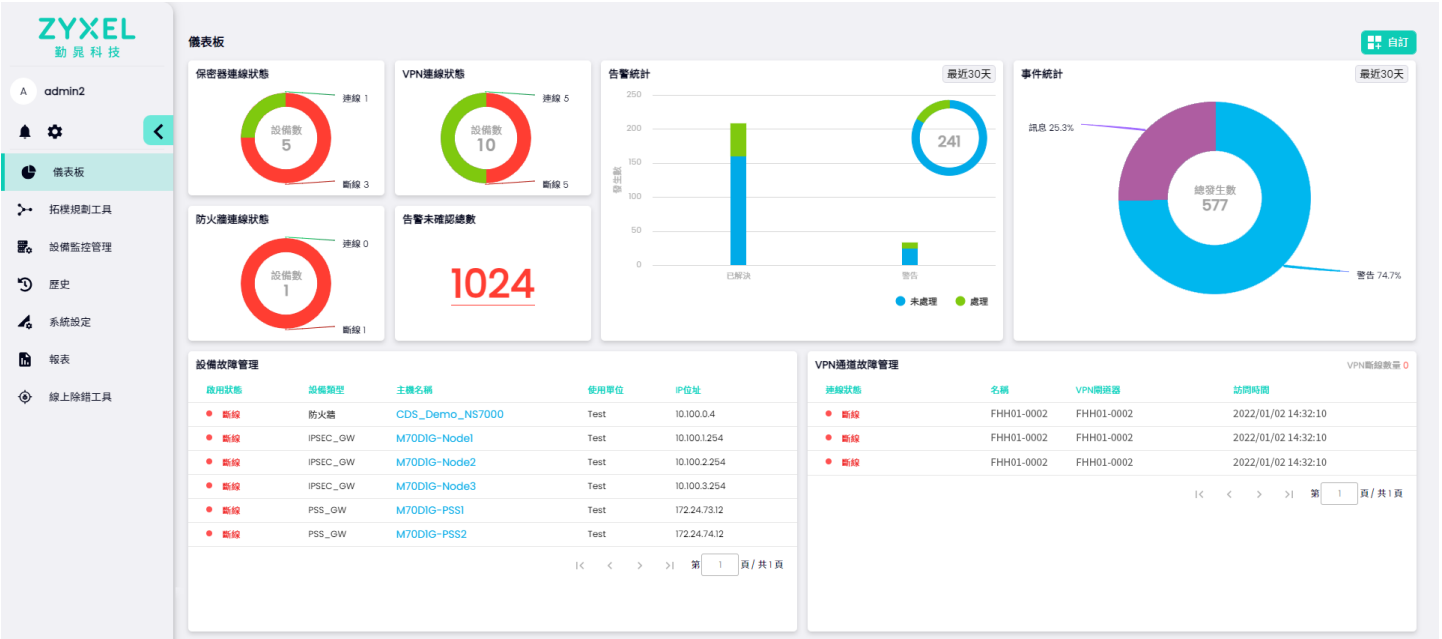 ZYXEL
勤晁科技
A admin2
儀表板
拓樸規劃工具
設備監控管理
歷史
系統設定
報表
線上除錯工具
儀表板
自訂
保密器連線狀態
連線 1
設備數
5
斷線 3
VPN連線狀態
連線 5
設備數
10
斷線 5
防火牆連線狀態
連線 0
設備數
1
斷線 1
告警未確認總數
1024
告警統計
最近30天
發生數
250
200
150
100
50
0
241
已解決
警告
未處理
處理
事件統計
最近30天
訊息 25.3%
總發生數
577
警告 74.7%
設備故障管理
啟用狀態 設備類型 主機名稱 使用單位 IP位址
斷線 防火牆 CDS_Demo_NS7000 Test 10.100.0.4
斷線 IPSEC_GW M70D1G-Node1 Test 10.100.1.254
斷線 IPSEC_GW M70D1G-Node2 Test 10.100.2.254
斷線 IPSEC_GW M70D1G-Node3 Test 10.100.3.254
斷線 PSS_GW M70D1G-PSS1 Test 172.24.73.12
斷線 PSS_GW M70D1G-PSS2 Test 172.24.74.12
第 1 頁/ 共 1 頁
VPN通道故障管理
VPN斷線數量 0
連線狀態 名稱 VPN閘道器 訪問時間
斷線 FHH01-0002 FHH01-0002 2022/01/02 14:32:10
斷線 FHH01-0002 FHH01-0002 2022/01/02 14:32:10
斷線 FHH01-0002 FHH01-0002 2022/01/02 14:32:10
第 1 頁/ 共 1 頁